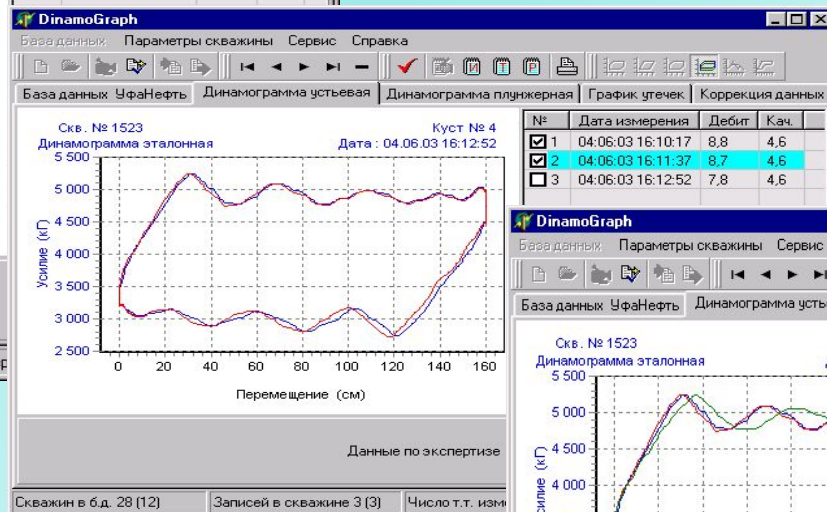 DinamoGraph
База данных Параметры скважины Сервис Справка
База данных УфаНефть Динамограмма устьевая Динамограмма плунжерная График утечек Коррекция данных
Скв. № 1523 Куст № 4
Динамограмма эталонная Дата : 04.06.03 16:12:52
5 500
5 000
4 500
4 000
3 500
3 000
2 500
Усилие (кГ)
0 20 40 60 80 100 120 140 160
Перемещение (см)
Данные по экспертизе
Скважин в б.д. 28 (12) Записей в скважине 3 (3) Число т.т. изм
№ Дата измерения Дебит Кач.
1 04:06:03 16:10:17 8,8 4,6
2 04:06:03 16:11:37 8,7 4,6
3 04:06:03 16:12:52 7,8 4,6
DinamoGraph
База данных Параметры скважины Сервис
База данных УфаНефть Динамограмма усть
Скв. № 1523
Динамограмма эталонная
5 500
5 000
4 500
4 000
илие (кГ)